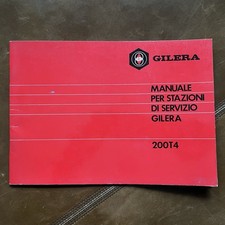 GILERA
MANUALE
PER STAZIONI
DI SERVIZIO
GILERA
200T4